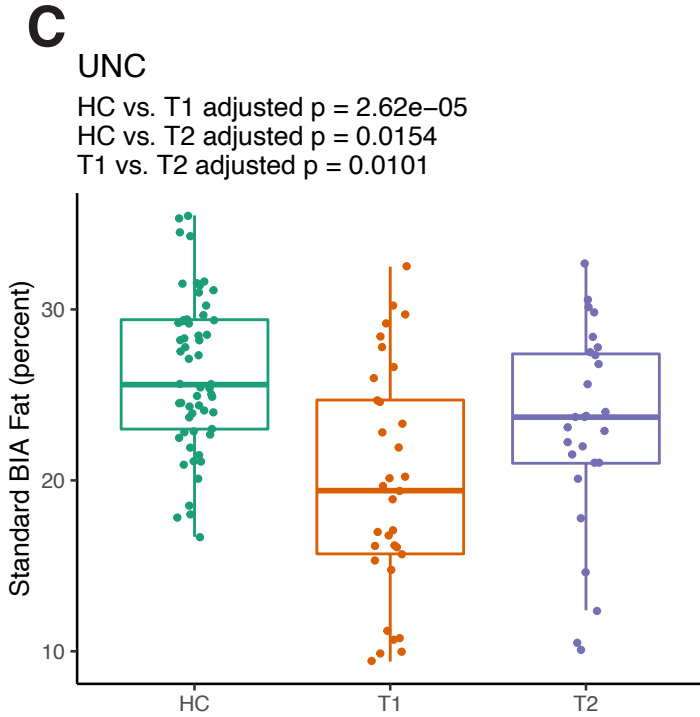 C
UNC
HC vs. T1 adjusted p = 2.62e−05
HC vs. T2 adjusted p = 0.0154
T1 vs. T2 adjusted p = 0.0101
Standard BIA Fat (percent)
30
20
10
HC T1 T2